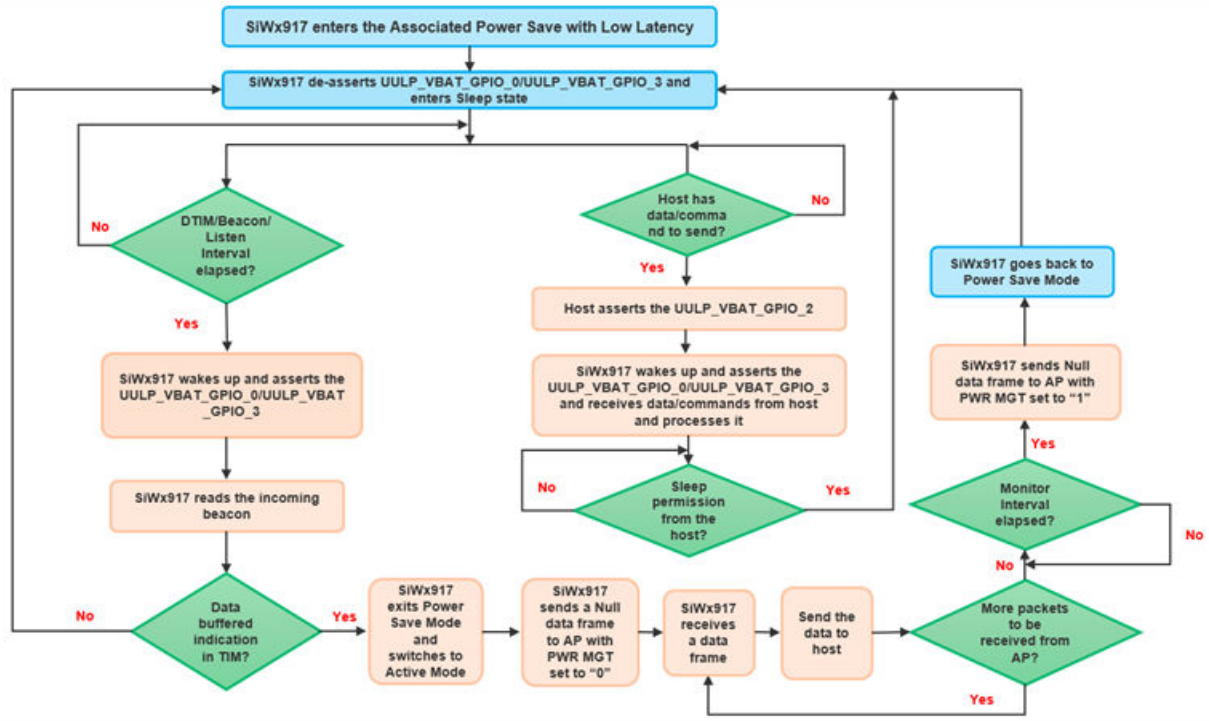 SiWx917 enters the Associated Power Save with Low Latency
SiWx917 de-asserts UULP_VBAT_GPIO_0/UULP_VBAT_GPIO_3 and
enters Sleep state
No
DTIM/Beacon/
Listen
Interval
elapsed?
Yes
SiWx917 wakes up and asserts the
UULP_VBAT_GPIO_0/UULP_VBAT
_GPIO_3
SiWx917 reads the incoming
beacon
No
Data
buffered
indication
in TIM?
Yes
Host has
data/comma
nd to send?
No
Yes
Host asserts the UULP_VBAT_GPIO_2
SiWx917 wakes up and asserts the
UULP_VBAT_GPIO_0/UULP_VBAT_GPIO_3
and receives data/commands from host
and processes it
No
Sleep
permission
from the
host?
Yes
SiWx917
exits Power
Save Mode
and
switches to
Active Mode
SiWx917
sends a Null
data frame
to AP with
PWR MGT
set to “0”
SiWx917
receives
a data
frame
Send the
data to
host
More packets
to be
received from
AP?
Yes
No
Monitor
Interval
elapsed?
No
Yes
SiWx917 sends Null
data frame to AP with
PWR MGT set to “1”
SiWx917 goes back to
Power Save Mode